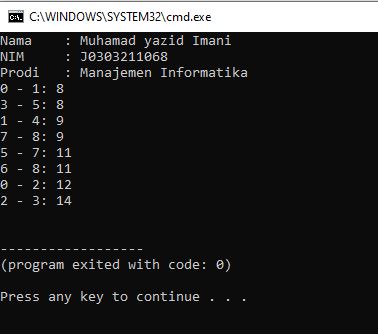 C:\WINDOWS\SYSTEM32\cmd.exe
Nama    : Muhamad yazid Imani
NIM     : J0303211068
Prodi   : Manajemen Informatika
0 - 1: 8
3 - 5: 8
1 - 4: 9
7 - 8: 9
5 - 7: 11
6 - 8: 11
0 - 2: 12
2 - 3: 14
------------------
(program exited with code: 0)
Press any key to continue . . .